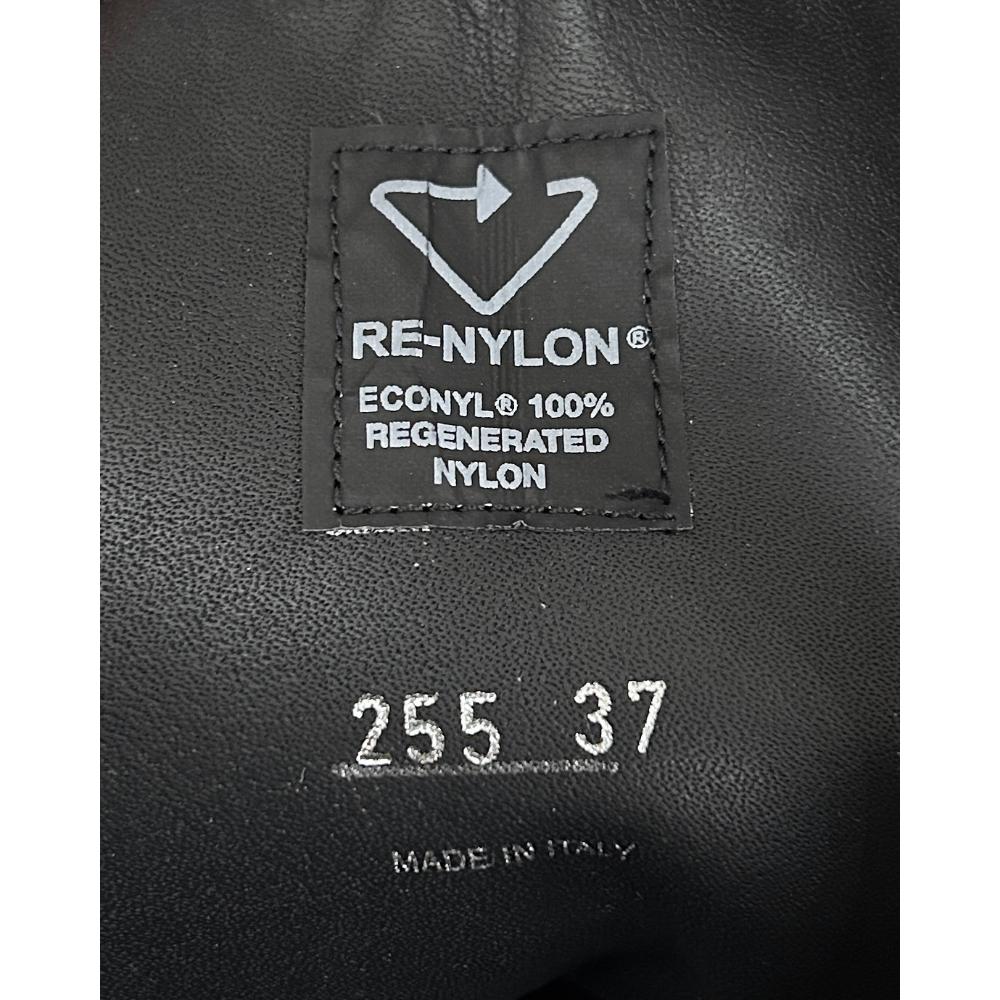 RE-NYLON®
ECONYL® 100%
REGENERATED
NYLON
255 37
MADE IN ITALY